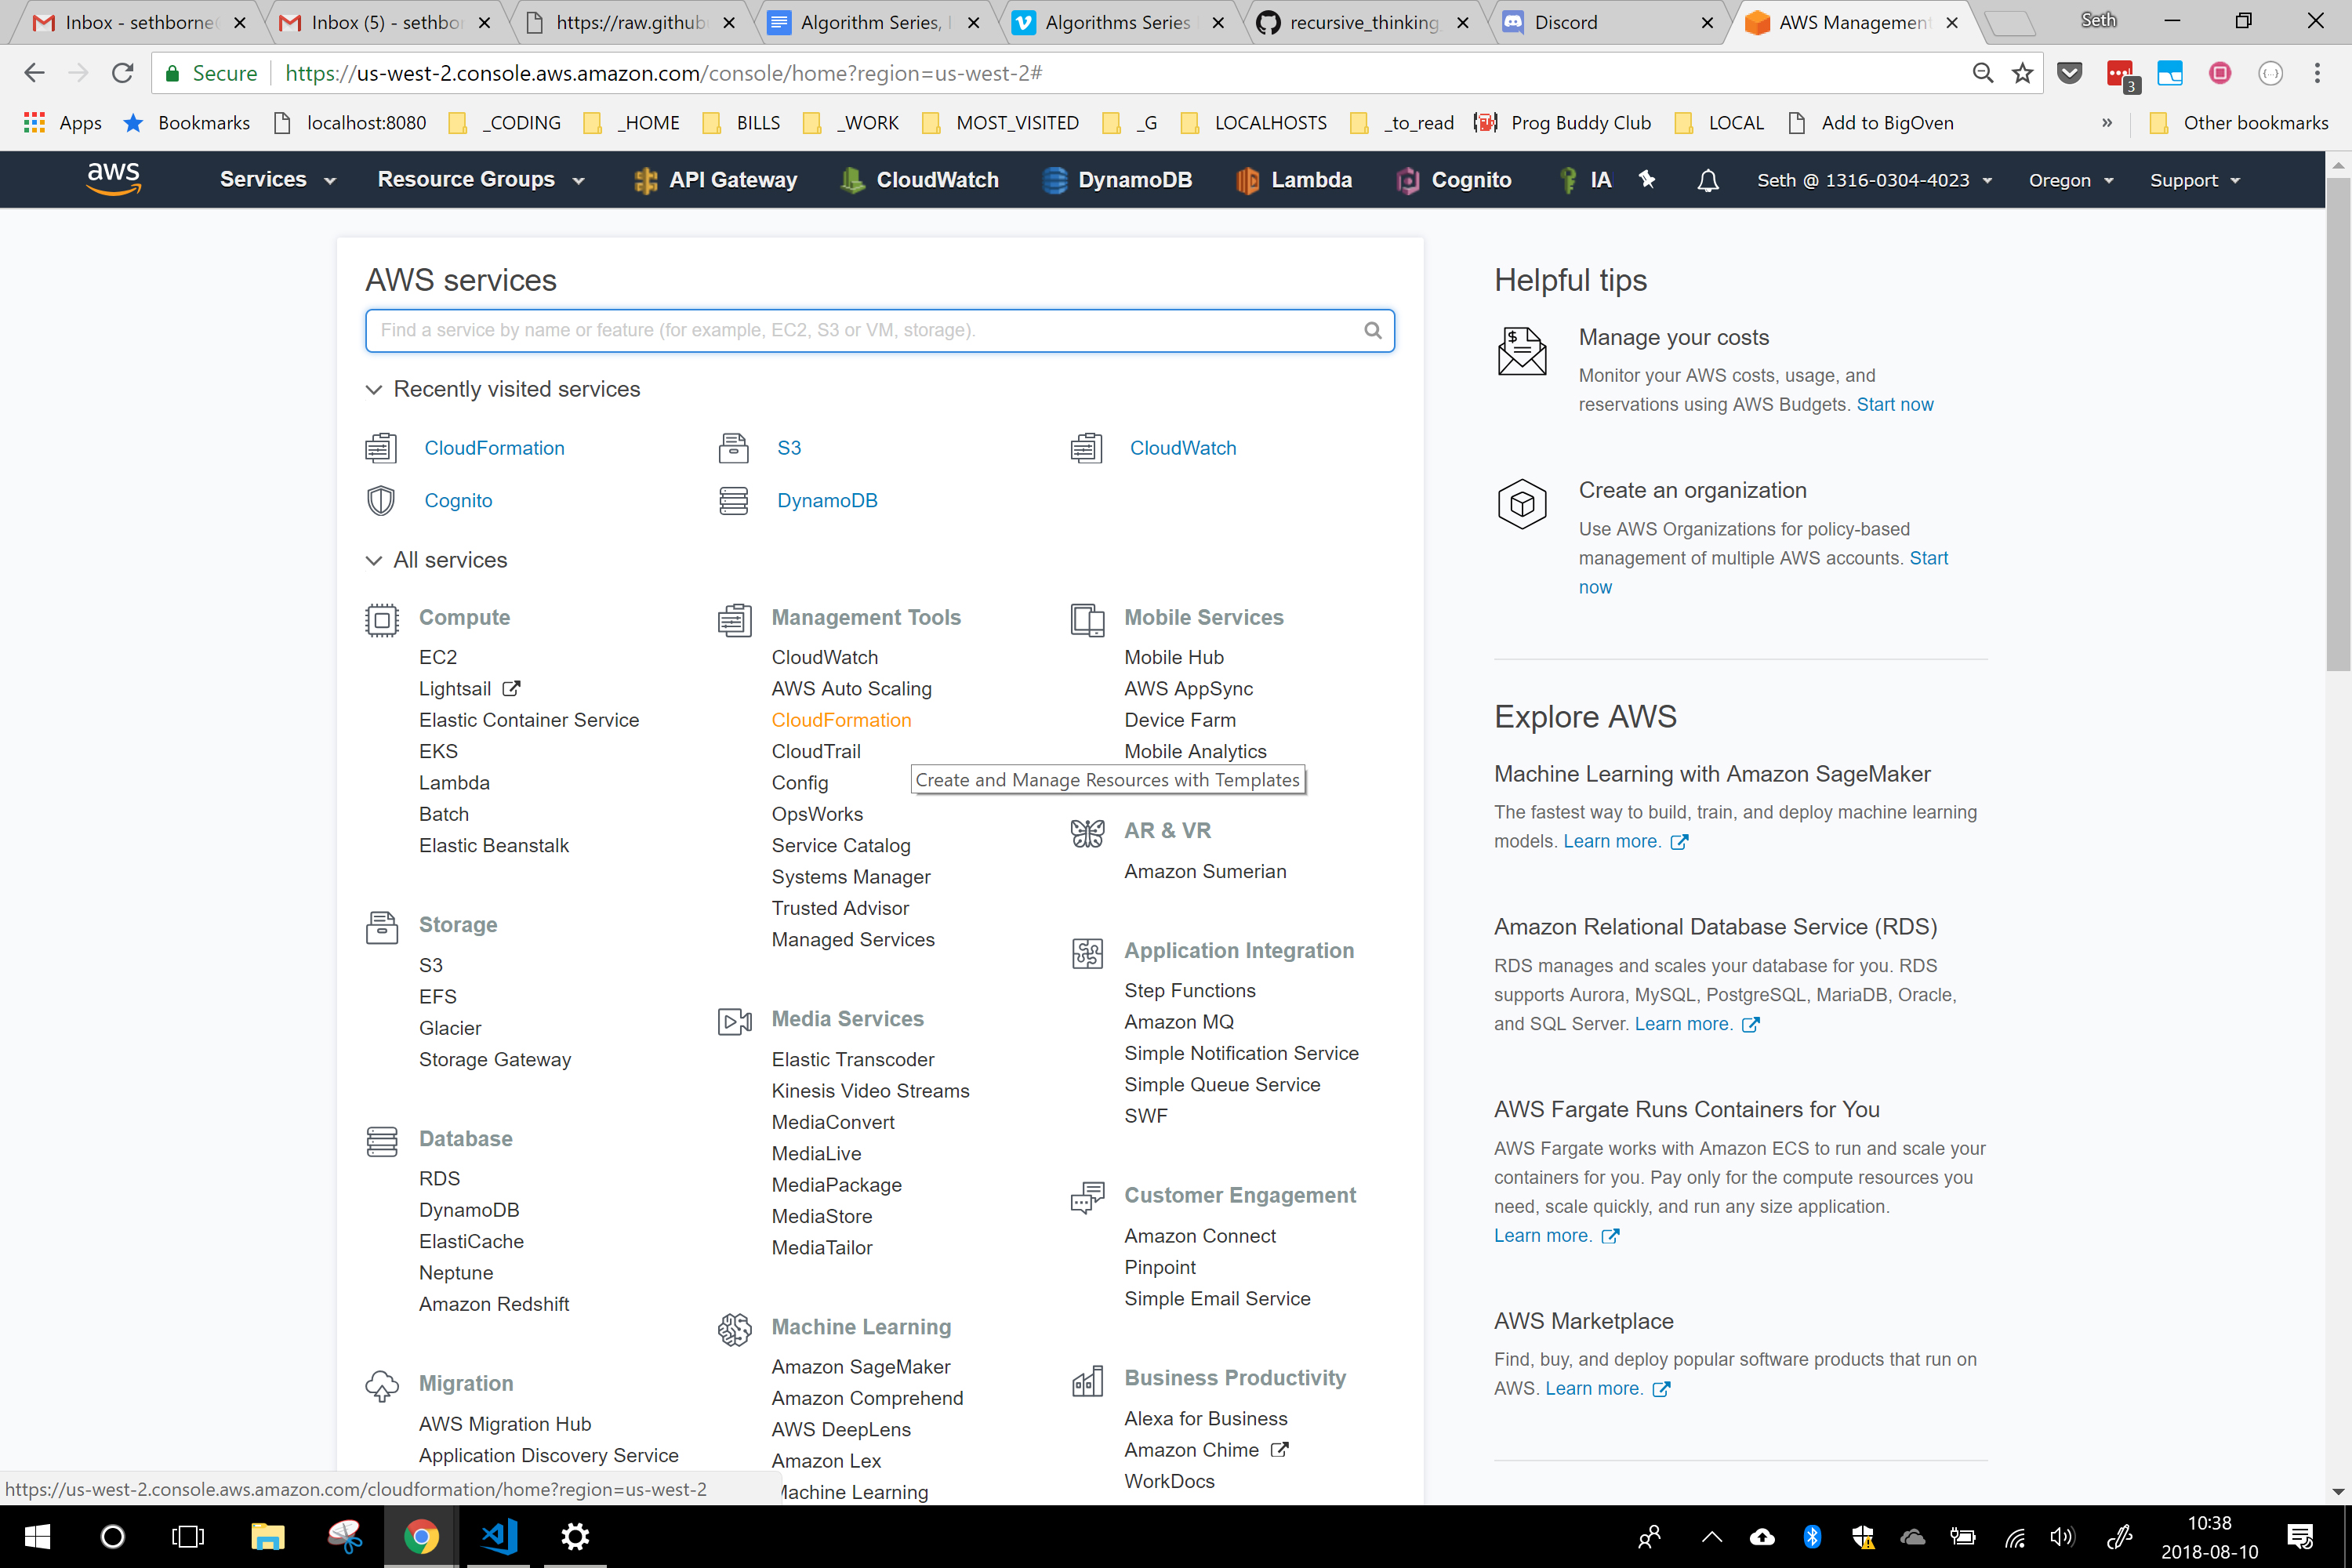 Inbox - sethborne
Inbox (5) - sethbor
https://raw.github
Algorithm Series,
Algorithms Series
recursive_thinking
Discord
AWS Management
Seth
Secure
https://us-west-2.console.aws.amazon.com/console/home?region=us-west-2#
3
Apps
Bookmarks
localhost:8080
_CODING
_HOME
BILLS
_WORK
MOST_VISITED
_G
LOCALHOSTS
_to_read
Prog Buddy Club
LOCAL
Add to BigOven
»
Other bookmarks
aws
Services
Resource Groups
API Gateway
CloudWatch
DynamoDB
Lambda
Cognito
IA
Seth @ 1316-0304-4023
Oregon
Support
AWS services
Find a service by name or feature (for example, EC2, S3 or VM, storage).
Recently visited services
CloudFormation
S3
CloudWatch
Cognito
DynamoDB
All services
Compute
EC2
Lightsail
Elastic Container Service
EKS
Lambda
Batch
Elastic Beanstalk
Storage
S3
EFS
Glacier
Storage Gateway
Database
RDS
DynamoDB
ElastiCache
Neptune
Amazon Redshift
Migration
AWS Migration Hub
Application Discovery Service
Management Tools
CloudWatch
AWS Auto Scaling
CloudFormation
CloudTrail
Config
OpsWorks
Service Catalog
Systems Manager
Trusted Advisor
Managed Services
Media Services
Elastic Transcoder
Kinesis Video Streams
MediaConvert
MediaLive
MediaPackage
MediaStore
MediaTailor
Machine Learning
Amazon SageMaker
Amazon Comprehend
AWS DeepLens
Amazon Lex
Machine Learning
Mobile Services
Mobile Hub
AWS AppSync
Device Farm
Mobile Analytics
Create and Manage Resources with Templates
AR & VR
Amazon Sumerian
Application Integration
Step Functions
Amazon MQ
Simple Notification Service
Simple Queue Service
SWF
Customer Engagement
Amazon Connect
Pinpoint
Simple Email Service
Business Productivity
Alexa for Business
Amazon Chime
WorkDocs
Helpful tips
Manage your costs
Monitor your AWS costs, usage, and
reservations using AWS Budgets. Start now
Create an organization
Use AWS Organizations for policy-based
management of multiple AWS accounts. Start
now
Explore AWS
Machine Learning with Amazon SageMaker
The fastest way to build, train, and deploy machine learning
models. Learn more.
Amazon Relational Database Service (RDS)
RDS manages and scales your database for you. RDS
supports Aurora, MySQL, PostgreSQL, MariaDB, Oracle,
and SQL Server. Learn more.
AWS Fargate Runs Containers for You
AWS Fargate works with Amazon ECS to run and scale your
containers for you. Pay only for the compute resources you
need, scale quickly, and run any size application.
Learn more.
AWS Marketplace
Find, buy, and deploy popular software products that run on
AWS. Learn more.
https://us-west-2.console.aws.amazon.com/cloudformation/home?region=us-west-2
10:38
2018-08-10